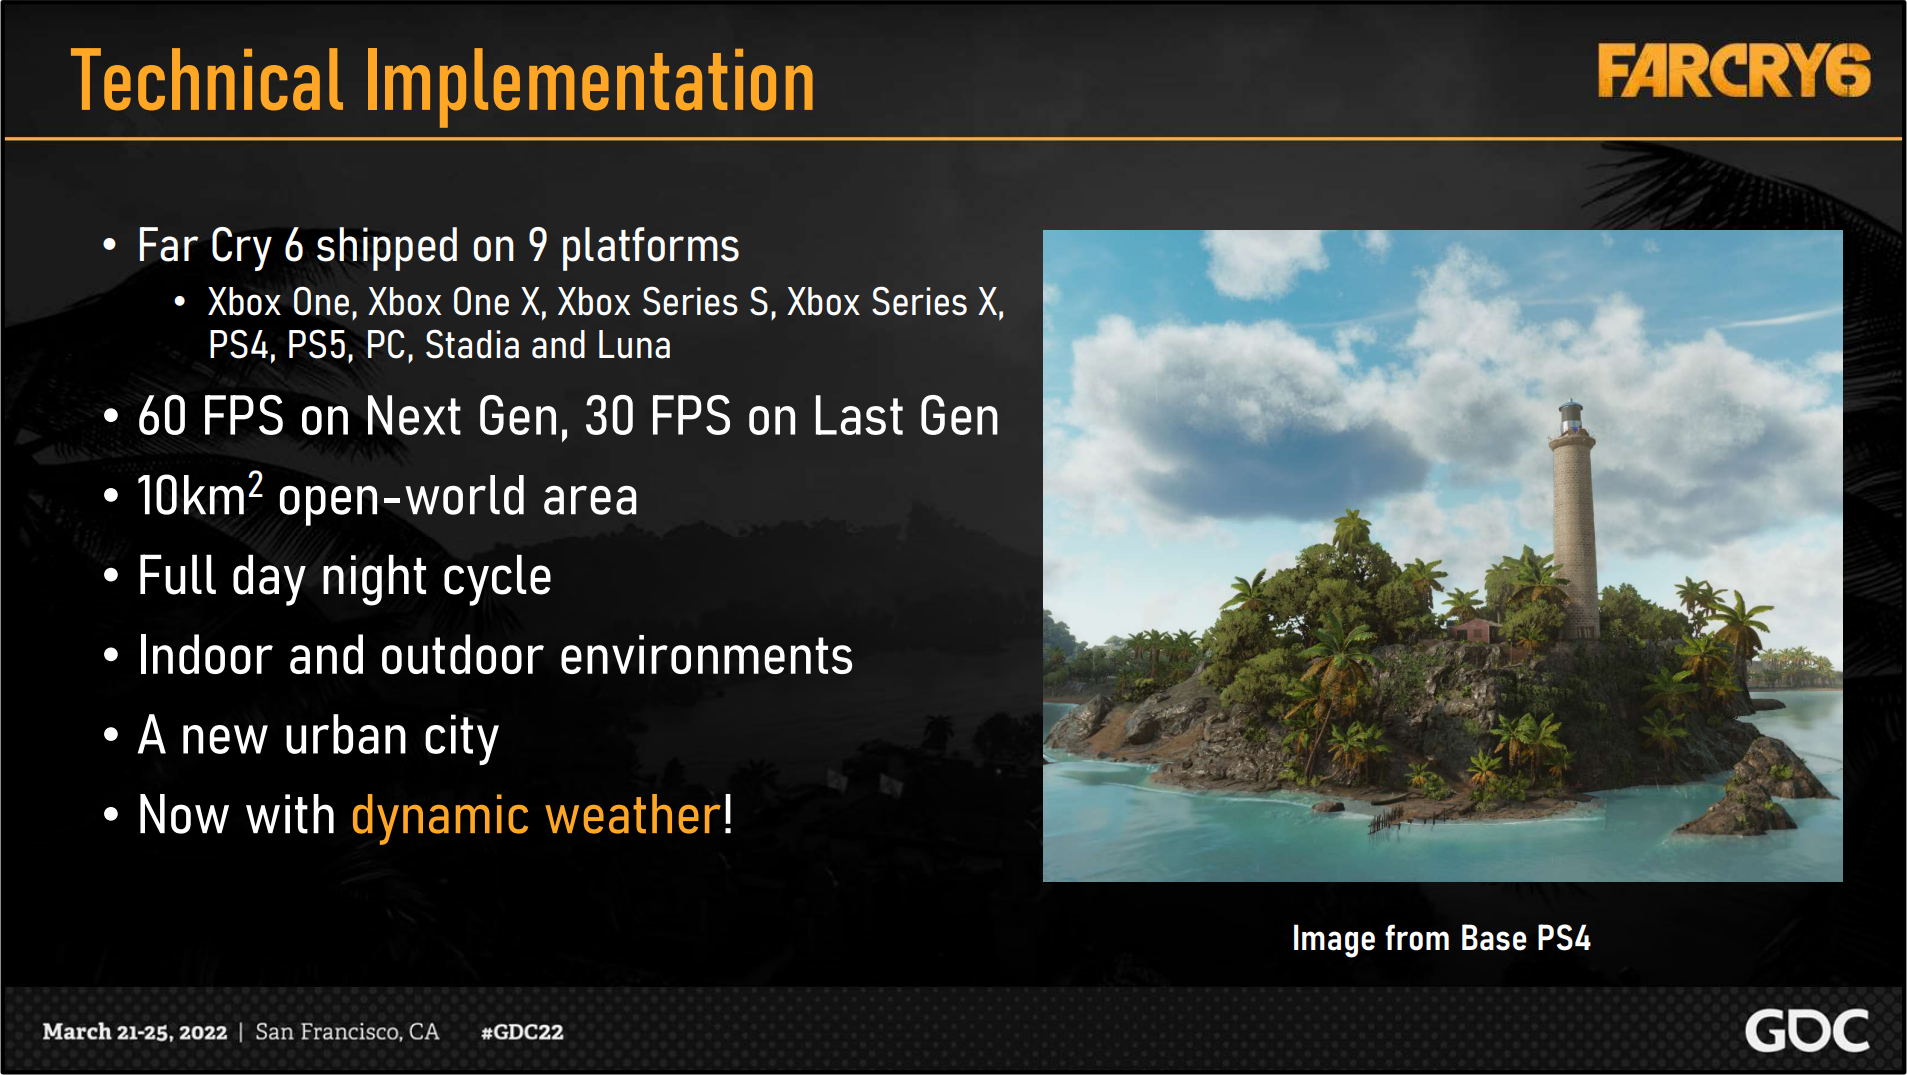 Technical Implementation
FARCRY6
• Far Cry 6 shipped on 9 platforms
• Xbox One, Xbox One X, Xbox Series S, Xbox Series X,
PS4, PS5, PC, Stadia and Luna
• 60 FPS on Next Gen, 30 FPS on Last Gen
• 10km² open-world area
• Full day night cycle
• Indoor and outdoor environments
• A new urban city
• Now with dynamic weather!
Image from Base PS4
March 21-25, 2022 | San Francisco, CA #GDC22
GDC